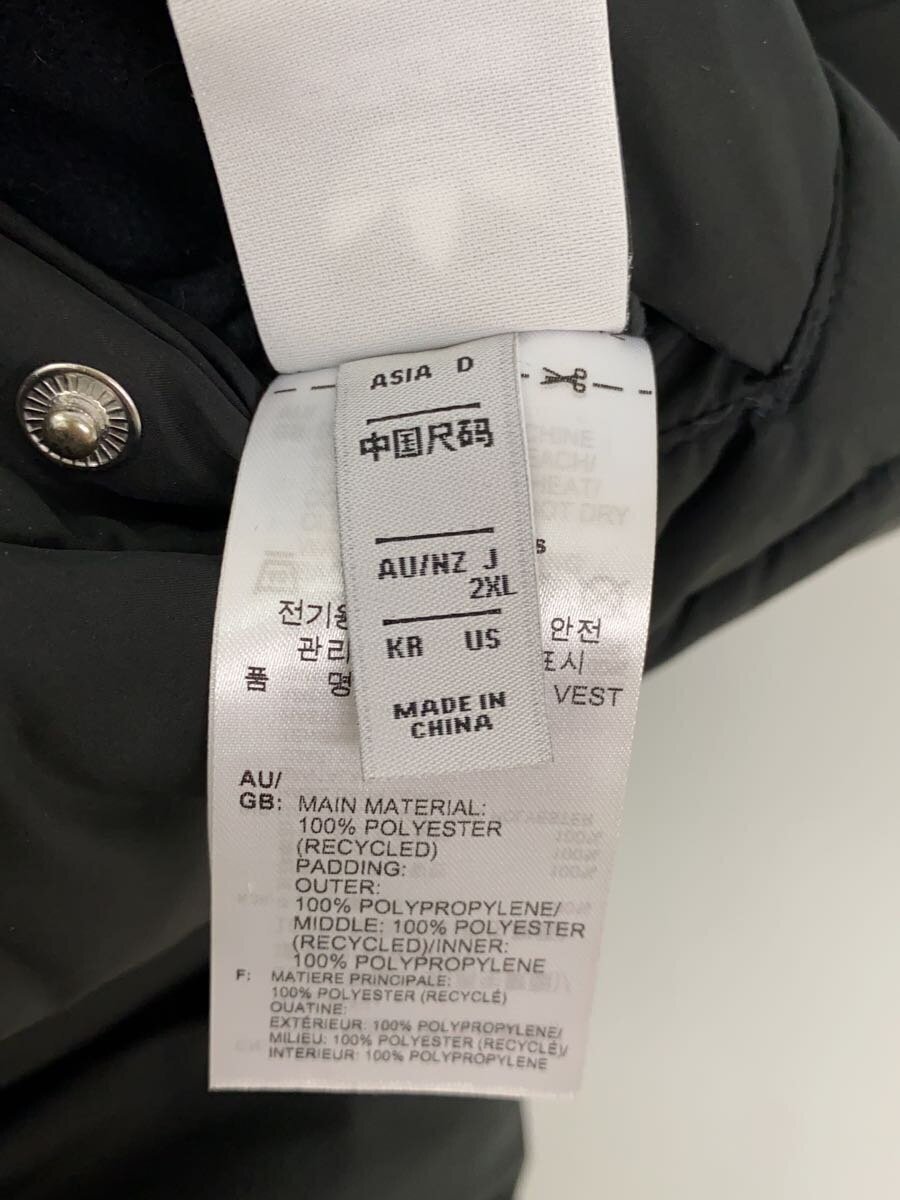 ASIA D
中国尺码
AU/NZ J
2XL
KR US
MADE IN
CHINA
전기용 안전
관리 표시
품 명 VEST
AU/
GB: MAIN MATERIAL:
100% POLYESTER
(RECYCLED)
PADDING:
OUTER:
100% POLYPROPYLENE/
MIDDLE: 100% POLYESTER
(RECYCLED)/INNER:
100% POLYPROPYLENE
F: MATIERE PRINCIPALE:
100% POLYESTER (RECYCLÉ)
OUATINE:
EXTÉRIEUR: 100% POLYPROPYLENE/
MILIEU: 100% POLYESTER (RECYCLÉ)/
INTERIEUR: 100% POLYPROPYLENE